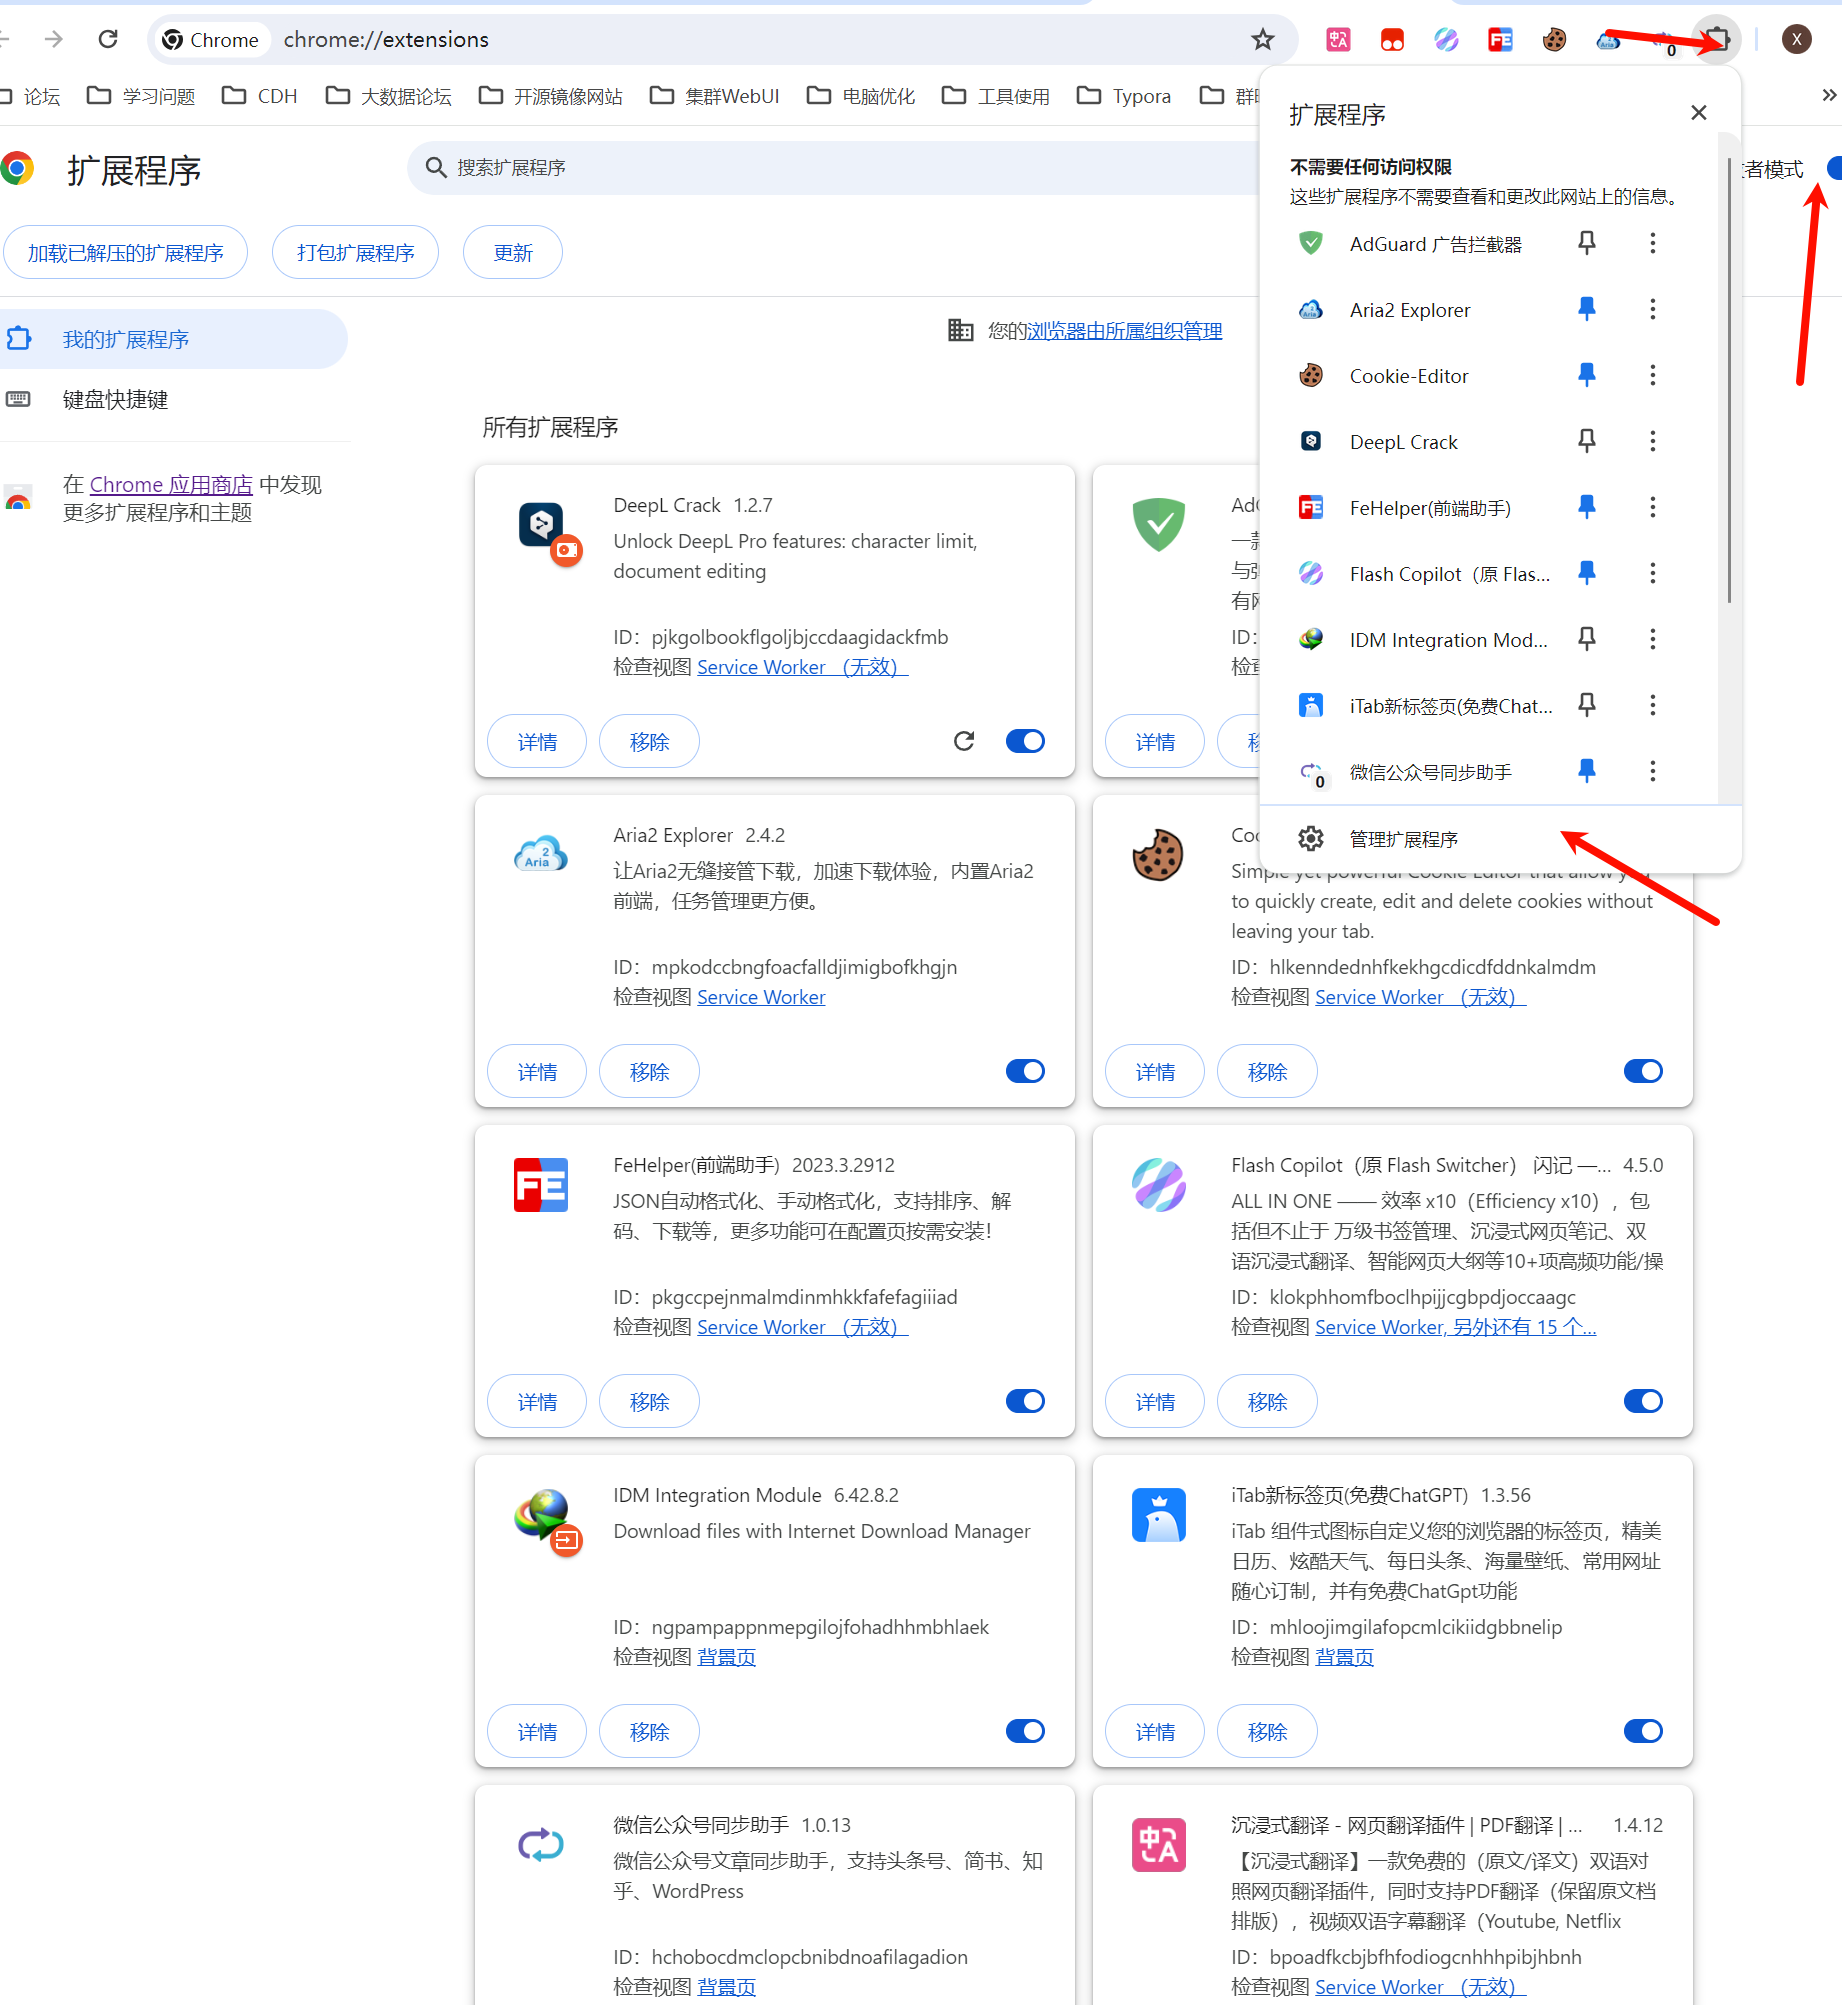 Chrome
chrome://extensions
0
X
论坛
学习问题
CDH
大数据论坛
开源镜像网站
集群WebUI
电脑优化
工具使用
Typora
扩展程序
搜索扩展程序
者模式
加载已解压的扩展程序
打包扩展程序
更新
我的扩展程序
键盘快捷键
在 Chrome 应用商店 中发现
更多扩展程序和主题
您的浏览器由所属组织管理
扩展程序
不需要任何访问权限
这些扩展程序不需要查看和更改此网站上的信息。
AdGuard 广告拦截器
Aria2 Explorer
Cookie-Editor
DeepL Crack
FeHelper(前端助手)
Flash Copilot（原 Flas...
IDM Integration Mod...
iTab新标签页(免费Chat...
0
微信公众号同步助手
管理扩展程序
所有扩展程序
DeepL Crack 1.2.7
Unlock DeepL Pro features: character limit,
document editing
ID：pjkgolbookflgoljbjccdaagidackfmb
检查视图 Service Worker （无效）
详情
移除
一款
有网
ID：
详情
Aria2 Explorer 2.4.2
让Aria2无缝接管下载，加速下载体验，内置Aria2
前端，任务管理更方便。
ID：mpkodccbngfoacfalldjimigbofkhgjn
检查视图 Service Worker
详情
移除
Simple yet powerful Cookie Editor that allow you
to quickly create, edit and delete cookies without
leaving your tab.
ID：hlkenndednhfkekhgcdicdfddnkalmdm
检查视图 Service Worker （无效）
详情
移除
FeHelper(前端助手) 2023.3.2912
JSON自动格式化、手动格式化，支持排序、解
码、下载等，更多功能可在配置页按需安装！
ID：pkgccpejnmalmdinmhkkfafefagiiiad
检查视图 Service Worker （无效）
详情
移除
Flash Copilot（原 Flash Switcher） 闪记 —... 4.5.0
ALL IN ONE —— 效率 x10（Efficiency x10），包
括但不止于 万级书签管理、沉浸式网页笔记、双
语沉浸式翻译、智能网页大纲等10+项高频功能/操
ID：klokphhomfboclhpijjcgbpdjoccaagc
检查视图 Service Worker, 另外还有 15 个...
详情
移除
IDM Integration Module 6.42.8.2
Download files with Internet Download Manager
ID：ngpampappnmepgilojfohadhhmbhlaek
检查视图 背景页
详情
移除
iTab新标签页(免费ChatGPT) 1.3.56
iTab 组件式图标自定义您的浏览器的标签页，精美
日历、炫酷天气、每日头条、海量壁纸、常用网址
随心订制，并有免费ChatGpt功能
ID：mhloojimgilafopcmlcikiidgbbnelip
检查视图 背景页
详情
移除
微信公众号同步助手 1.0.13
微信公众号文章同步助手，支持头条号、简书、知
乎、WordPress
ID：hchobocdmclopcbnibdnoafilagadion
检查视图 背景页
沉浸式翻译 - 网页翻译插件 | PDF翻译 | ... 1.4.12
【沉浸式翻译】一款免费的（原文/译文）双语对
照网页翻译插件，同时支持PDF翻译（保留原文档
排版），视频双语字幕翻译（Youtube, Netflix
ID：bpoadfkcbjbfhfodiogcnhhhpibjhbnh
检查视图 Service Worker （无效）